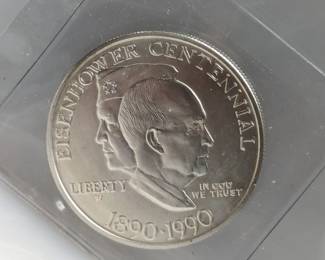 EISENHOWER CENTENNIAL
LIBERTY
IN GOD
WE TRUST
W
1890·1990